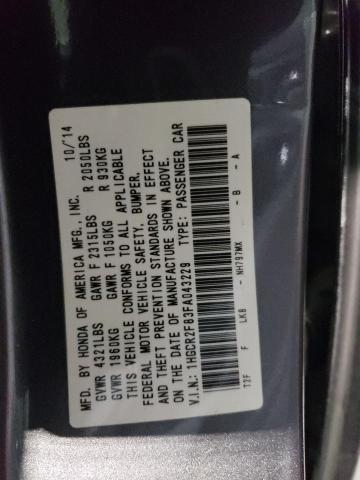 MFD. BY HONDA OF AMERICA MFG., INC. 10/'14
GVWR 4321LBS GAWR F 2315LBS R 2050LBS
GVWR 1960KG GAWR F 1050KG R 930KG
THIS VEHICLE CONFORMS TO ALL APPLICABLE
FEDERAL MOTOR VEHICLE SAFETY, BUMPER,
AND THEFT PREVENTION STANDARDS IN EFFECT
ON THE DATE OF MANUFACTURE SHOWN ABOVE.
V.I.N.: 1HGCR2F83FA043229 TYPE: PASSENGER CAR
T2F F LKB - NH797MX - B - A